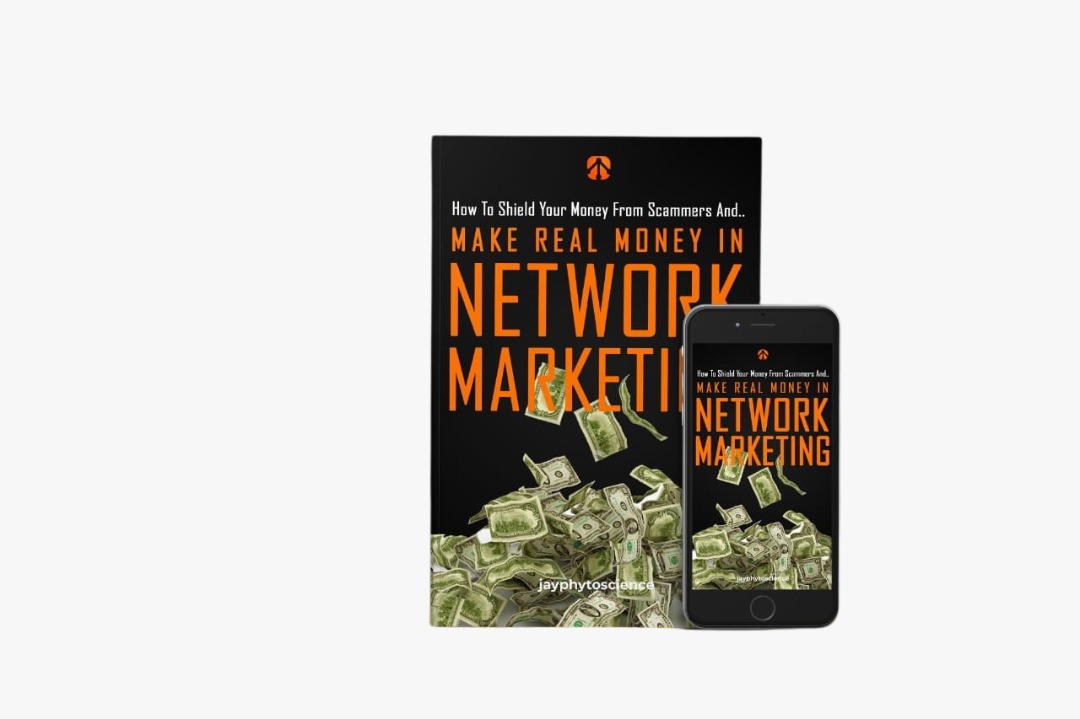 How To Shield Your Money From Scammers And..
MAKE REAL MONEY IN
NETWORK
MARKETI
jayphytoscience
How To Shield Your Money From Scammers And..
MAKE REAL MONEY IN
NETWORK
MARKETING
jayphytoscience